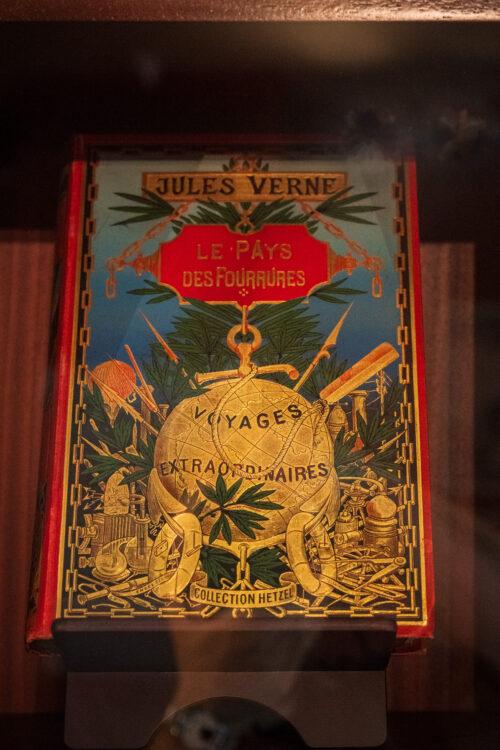 JULES VERNE
LE PAYS
DES FOURRURES
VOYAGES
EXTRAORDINAIRES
COLLECTION HETZEL